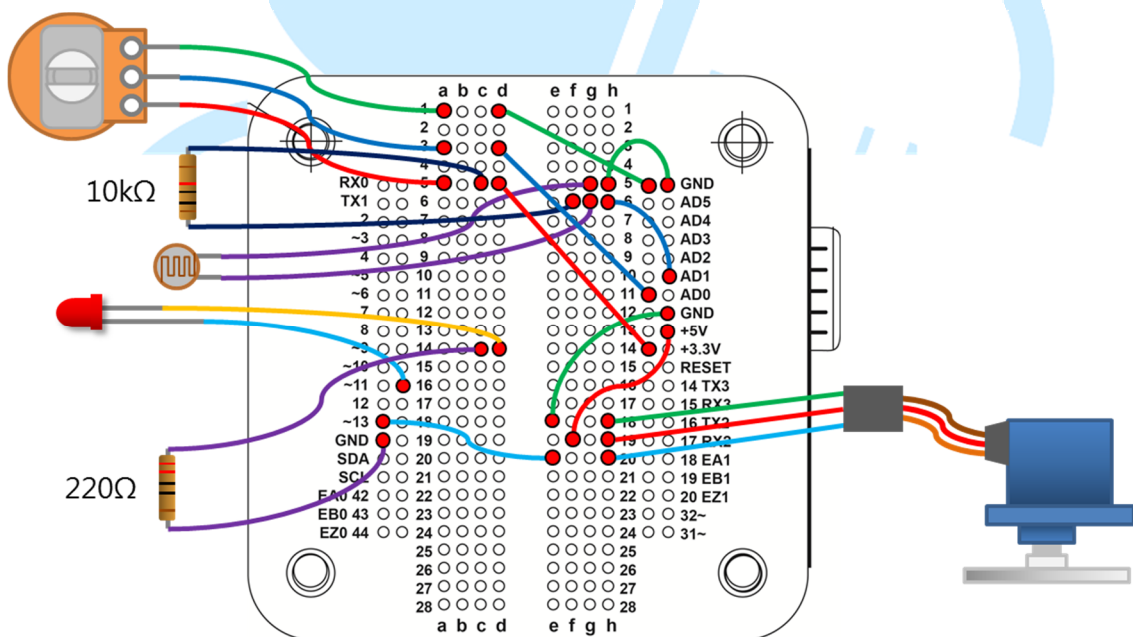 a b c d e f g h
1 1
2 2
3 3
4 4
10kΩ
RX0 5 5 GND
TX1 6 6 AD5
2 7 7 AD4
~3 8 8 AD3
4 9 9 AD2
~5 10 10 AD1
~6 11 11 AD0
7 12 12 GND
8 13 13 +5V
~9 14 14 +3.3V
~10 15 15 RESET
~11 16 16 14 TX3
12 17 17 15 RX3
~13 18 18 16 TX2
GND 19 19 17 RX2
SDA 20 20 18 EA1
SCL 21 21 19 EB1
220Ω
EA0 42 22 22 20 EZ1
EB0 43 23 23 32~
EZ0 44 24 24 31~
25 25
26 26
27 27
28 28
a b c d e f g h